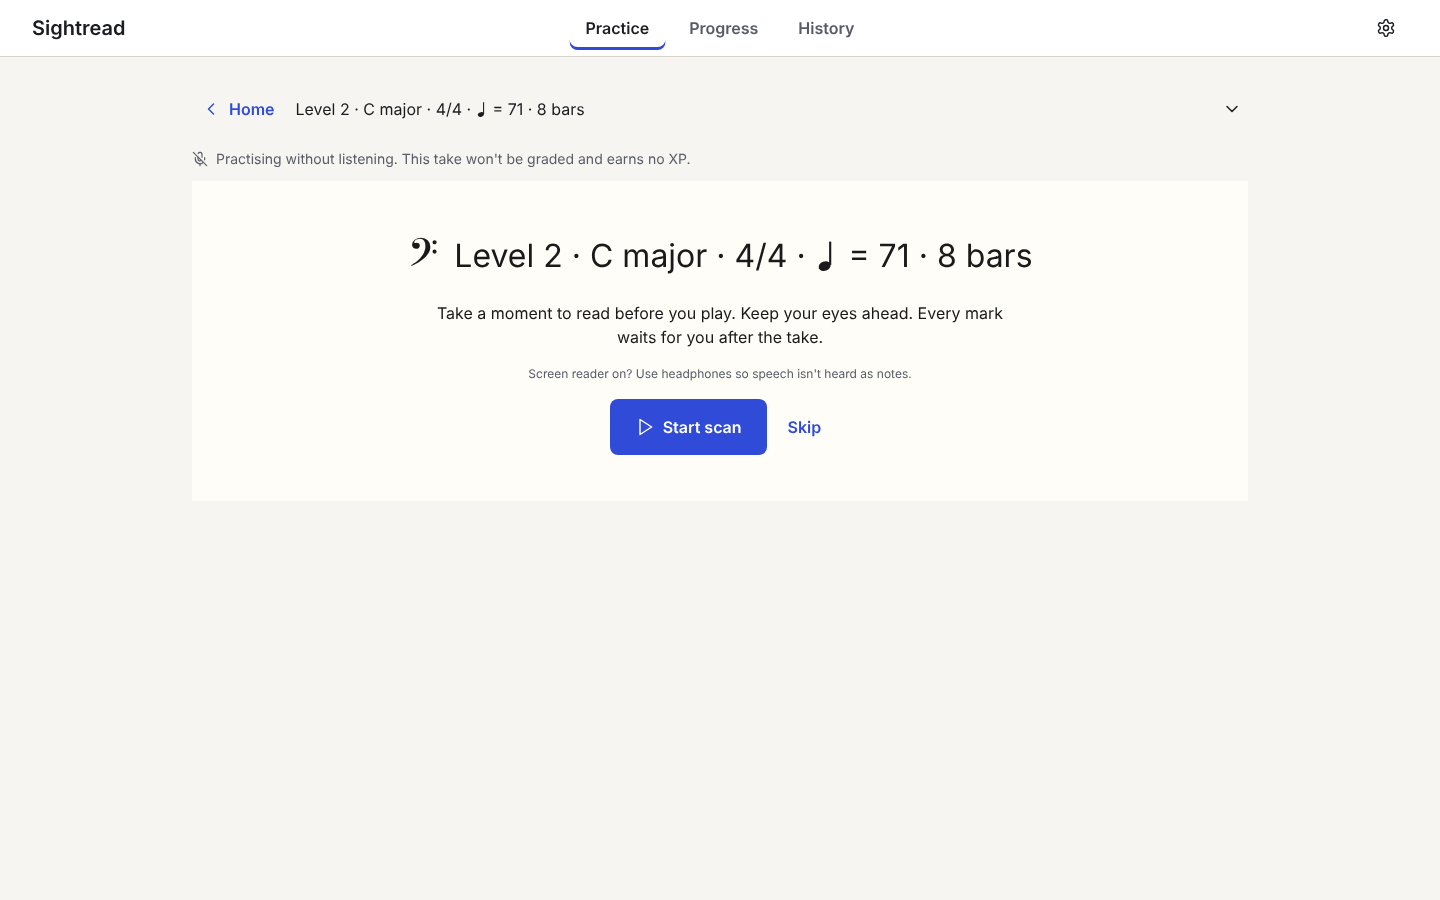 Sightread
Practice
Progress
History
Home
Level 2 · C major · 4/4 · ♩ = 71 · 8 bars
Practising without listening. This take won't be graded and earns no XP.
𝄢 Level 2 · C major · 4/4 · ♩ = 71 · 8 bars
Take a moment to read before you play. Keep your eyes ahead. Every mark
waits for you after the take.
Screen reader on? Use headphones so speech isn't heard as notes.
Start scan
Skip